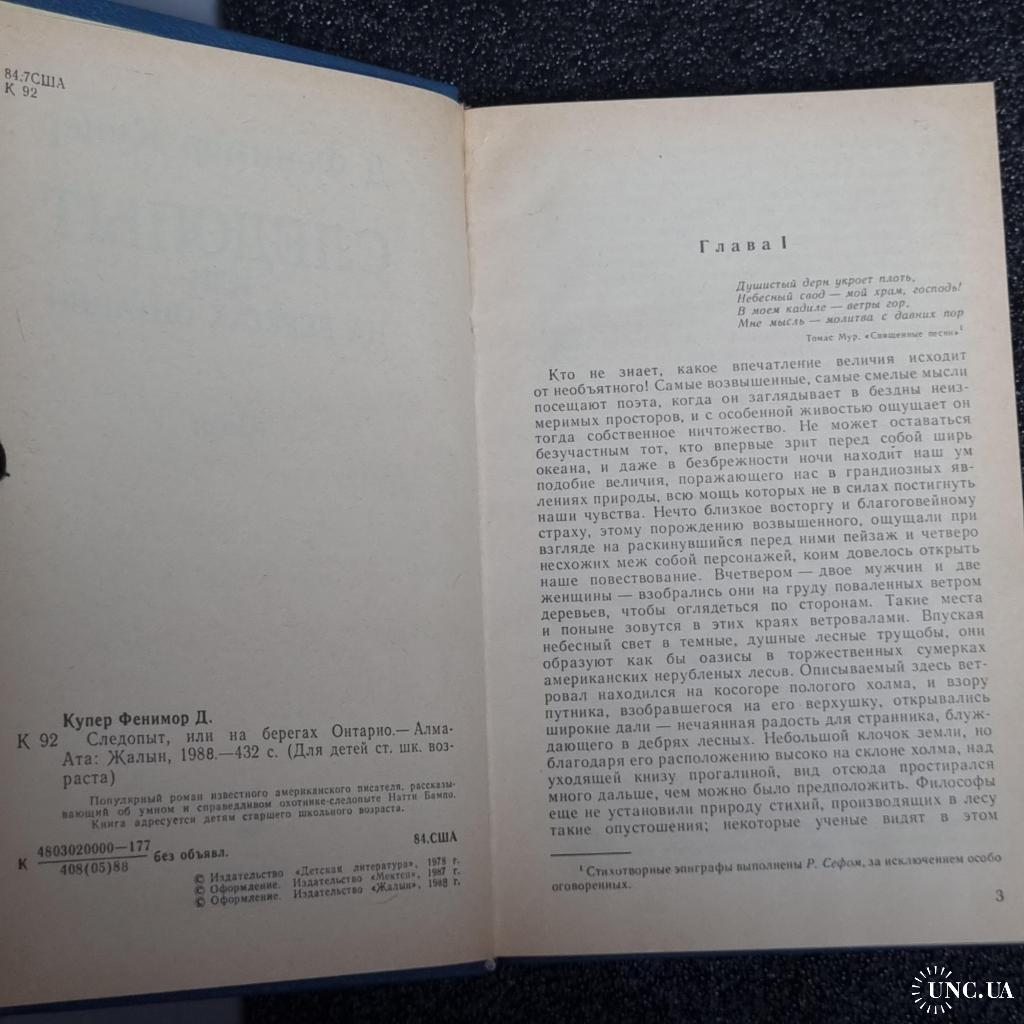 84.7США
К 92
Купер Фенимор Д.
К 92 Следопыт, или на берегах Онтарио.— Алма-
Ата: Жалын, 1988.—432 с. (Для детей ст. шк. воз-
раста)
Популярный роман известного американского писателя, рассказы-
вающий об умном и справедливом охотнике-следопыте Натти Бампо.
Книга адресуется детям старшего школьного возраста.
84.США
К 4803020000—177 без объявл.
408(05)88
© Издательство «Детская литература», 1978 г.
© Оформление. Издательство «Мектеп», 1987 г.
© Оформление. Издательство «Жалын», 1988 г.
Глава I
Душистый дерн укроет плоть,
Небесный свод — мой храм, господь!
В моем кадиле — ветры гор,
Мне мысль — молитва с давних пор
Томас Мур. «Священные песни»¹
Кто не знает, какое впечатление величия исходит
от необъятного! Самые возвышенные, самые смелые мысли
посещают поэта, когда он заглядывает в бездны неиз-
меримых просторов, и с особенной живостью ощущает он
тогда собственное ничтожество. Не может оставаться
безучастным тот, кто впервые зрит перед собой ширь
океана, и даже в безбрежности ночи находит наш ум
подобие величия, поражающего нас в грандиозных яв-
лениях природы, всю мощь которых не в силах постигнуть
наши чувства. Нечто близкое восторгу и благоговейному
страху, этому порождению возвышенного, ощущали при
взгляде на раскинувшийся перед ними пейзаж и четверо
несхожих меж собой персонажей, коим довелось открыть
наше повествование. Вчетвером — двое мужчин и две
женщины — взобрались они на груду поваленных ветром
деревьев, чтобы оглядеться по сторонам. Такие места
и поныне зовутся в этих краях ветровалами. Впуская
небесный свет в темные, душные лесные трущобы, они
образуют как бы оазисы в торжественных сумерках
американских нерубленых лесов. Описываемый здесь вет-
ровал находился на косогоре пологого холма, и взору
путника, взобравшегося на его верхушку, открывались
широкие дали — нечаянная радость для странника, блуж-
дающего в дебрях лесных. Небольшой клочок земли, но
благодаря его расположению высоко на склоне холма, над
уходящей книзу прогалиной, вид отсюда простирался
много дальше, чем можно было предположить. Философы
еще не установили природу стихий, производящих в лесу
такие опустошения; некоторые ученые видят в этом
¹ Стихотворные эпиграфы выполнены Р. Сефом, за исключением особо
оговоренных.
3
UNC.UA